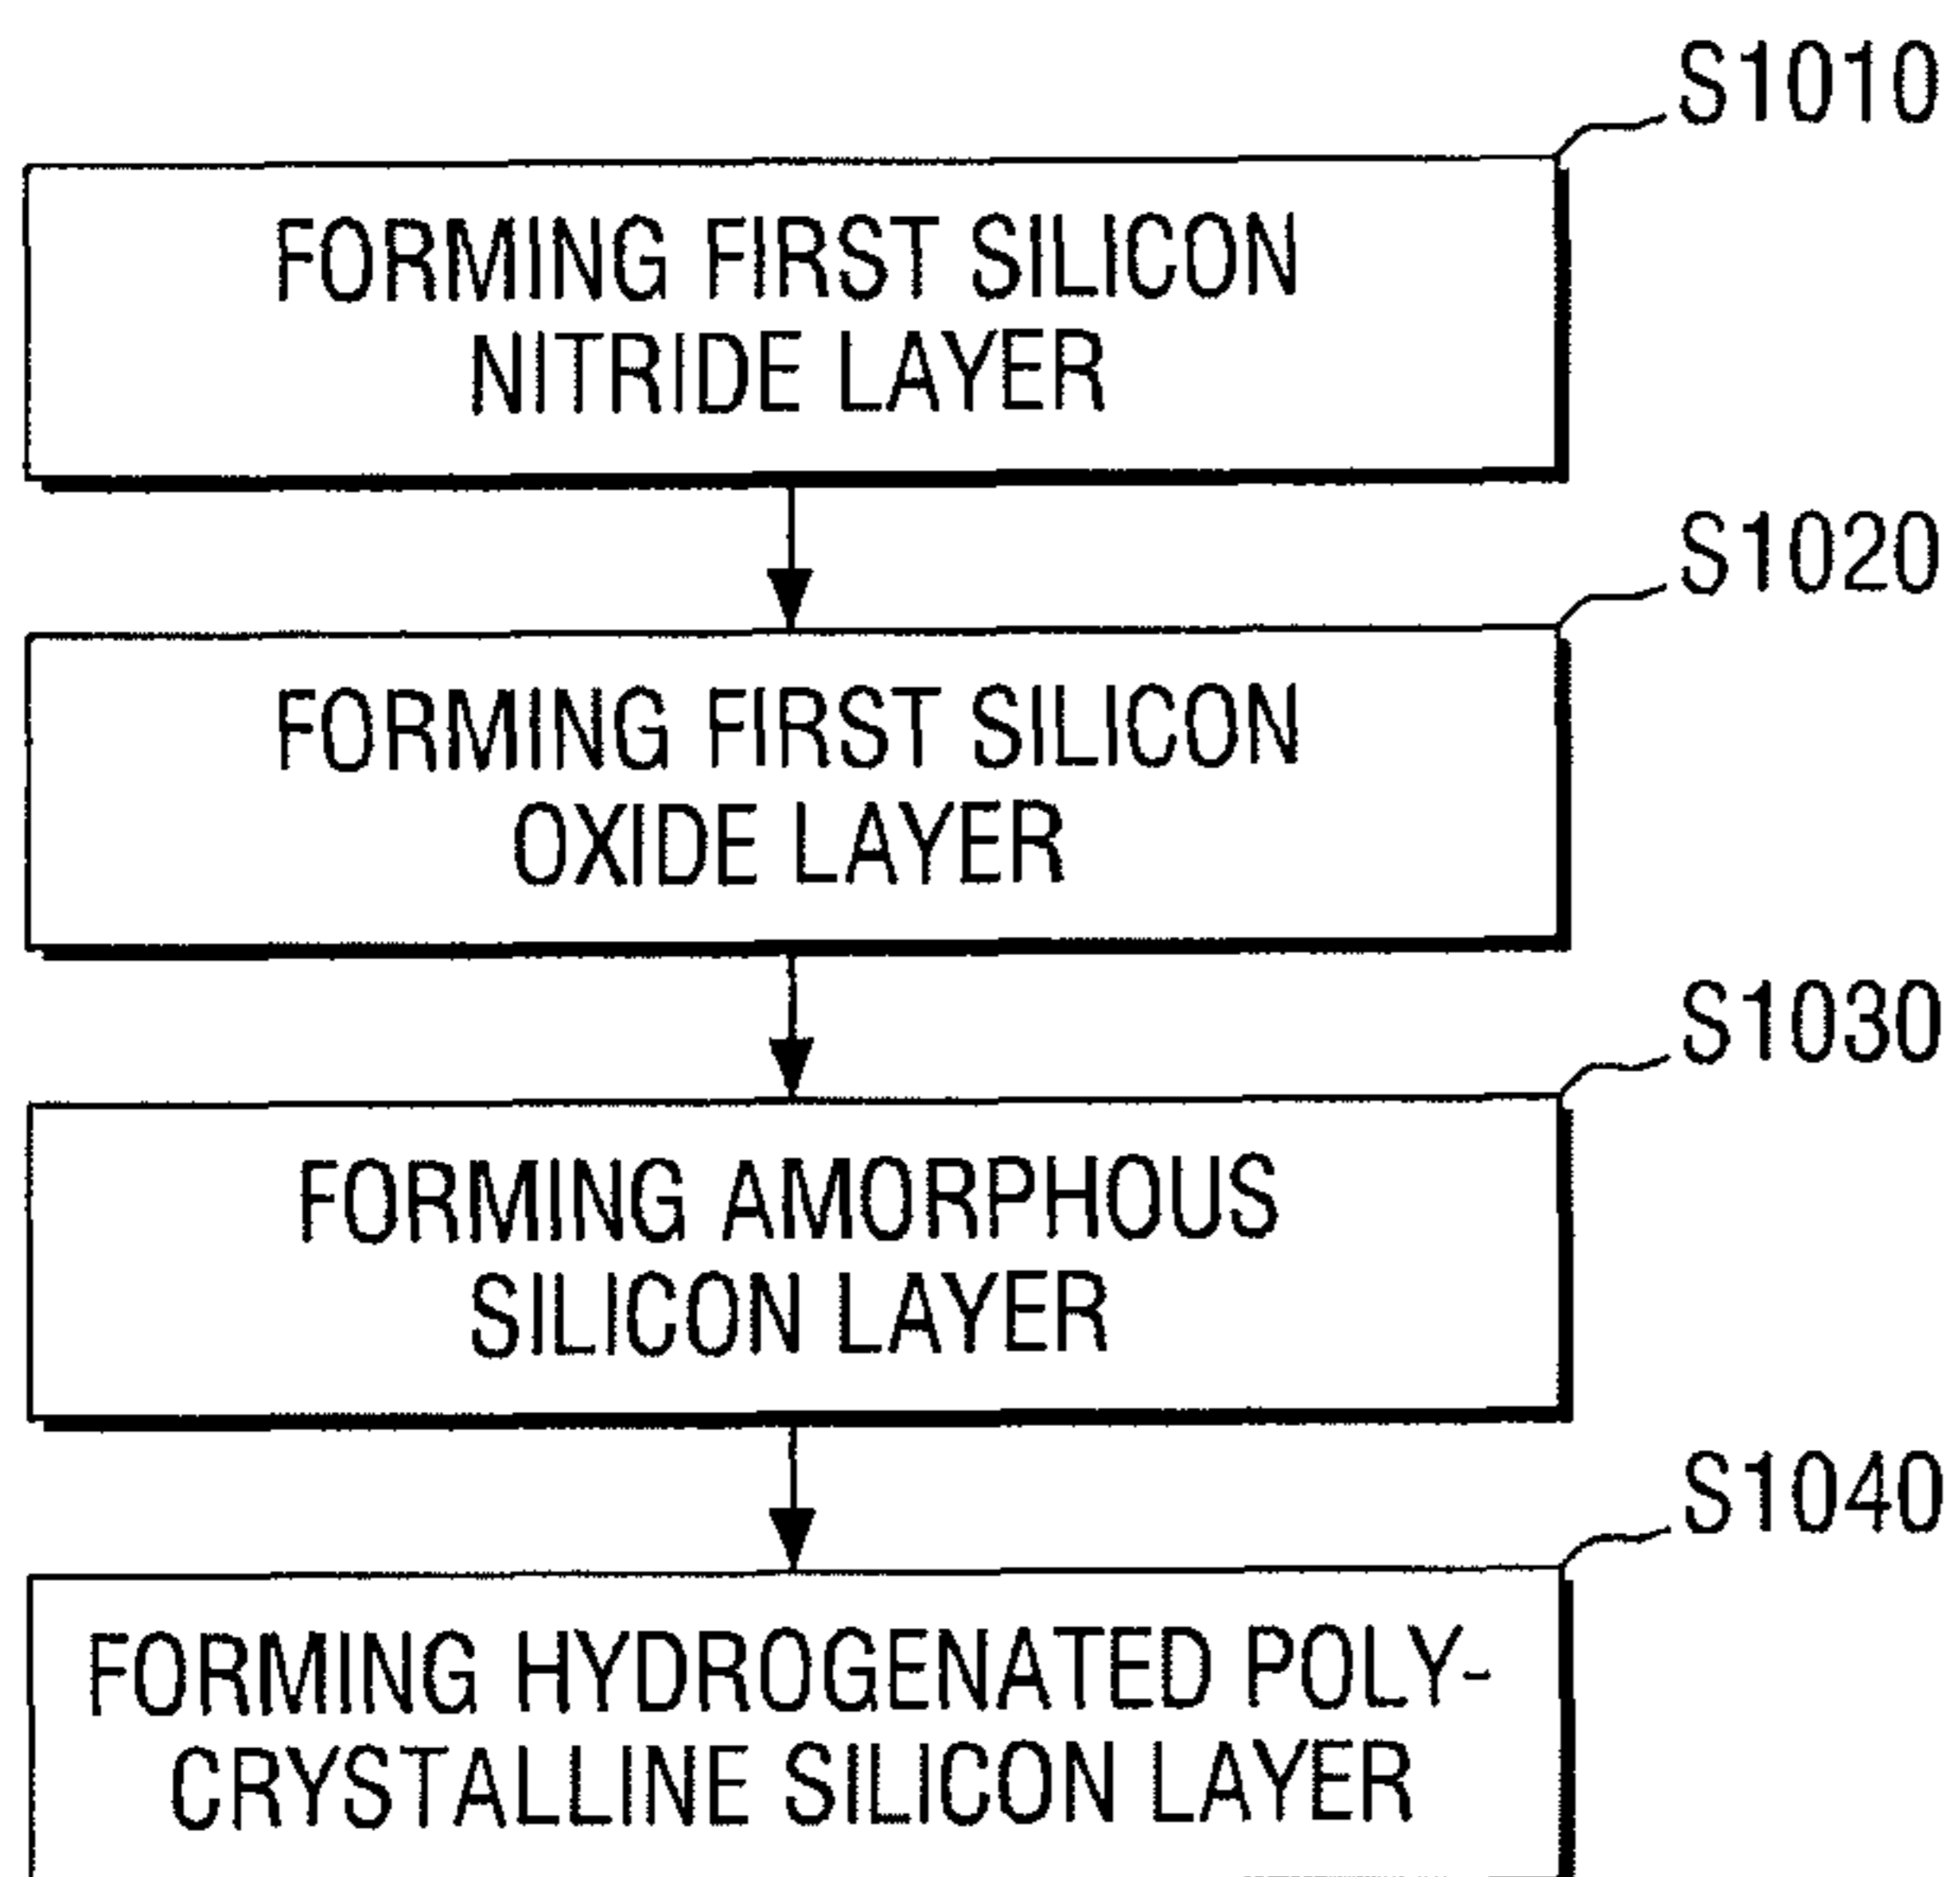 S1010
FORMING FIRST SILICON
NITRIDE LAYER
S1020
FORMING FIRST SILICON
OXIDE LAYER
S1030
FORMING AMORPHOUS
SILICON LAYER
S1040
FORMING HYDROGENATED POLY-
CRYSTALLINE SILICON LAYER